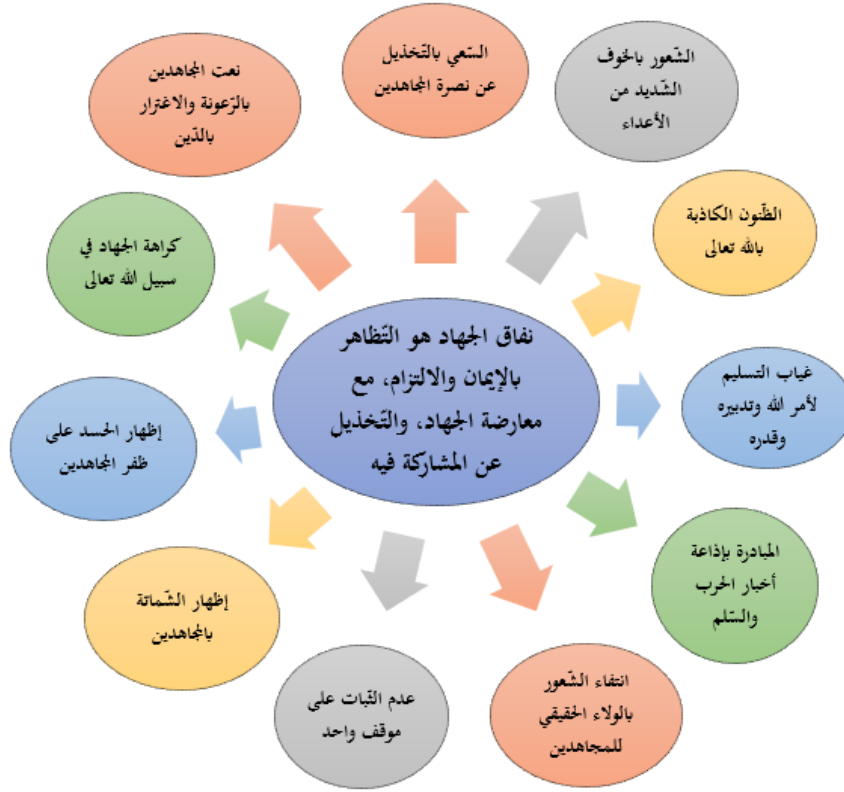 السّعي بالتّخذيل
عن نصرة المجاهدين
الشّعور بالخوف
الشّديد من
الأعداء
الظّنون الكاذبة
بالله تعالى
غياب التسليم
لأمر الله وتدبيره
وقدره
المبادرة بإذاعة
أخبار الحرب
والسّلم
انتفاء الشّعور
بالولاء الحقيقي
للمجاهدين
عدم الثّبات على
موقف واحد
إظهار الشّماتة
بالمجاهدين
إظهار الحسد على
ظفر المجاهدين
كراهة الجهاد في
سبيل الله تعالى
نعت المجاهدين
بالرّعونة والاغترار
بالدّين
نفاق الجهاد هو التّظاهر
بالإيمان والالتزام، مع
معارضة الجهاد، والتّخذيل
عن المشاركة فيه